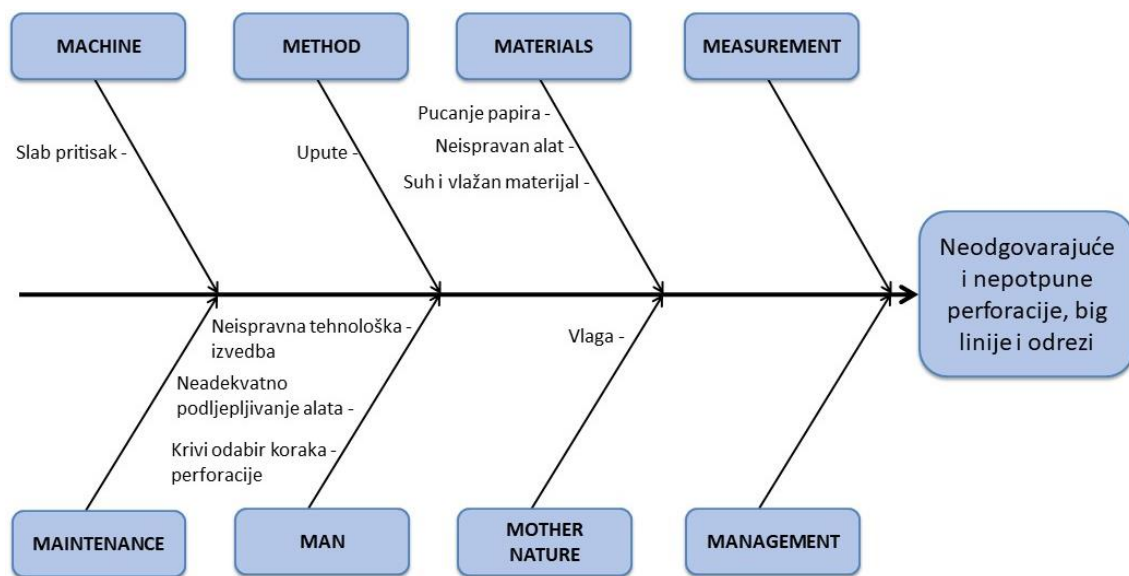 MACHINE
METHOD
MATERIALS
MEASUREMENT
Slab pritisak -
Upute -
Pucanje papira -
Neispravan alat -
Suh i vlažan materijal -
Neodgovarajuće
i nepotpune
perforacije, big
linije i odrezi
Neispravna tehnološka -
izvedba
Neadekvatno
podljepljivanje alata -
Krivi odabir koraka -
perforacije
Vlaga -
MAINTENANCE
MAN
MOTHER
NATURE
MANAGEMENT